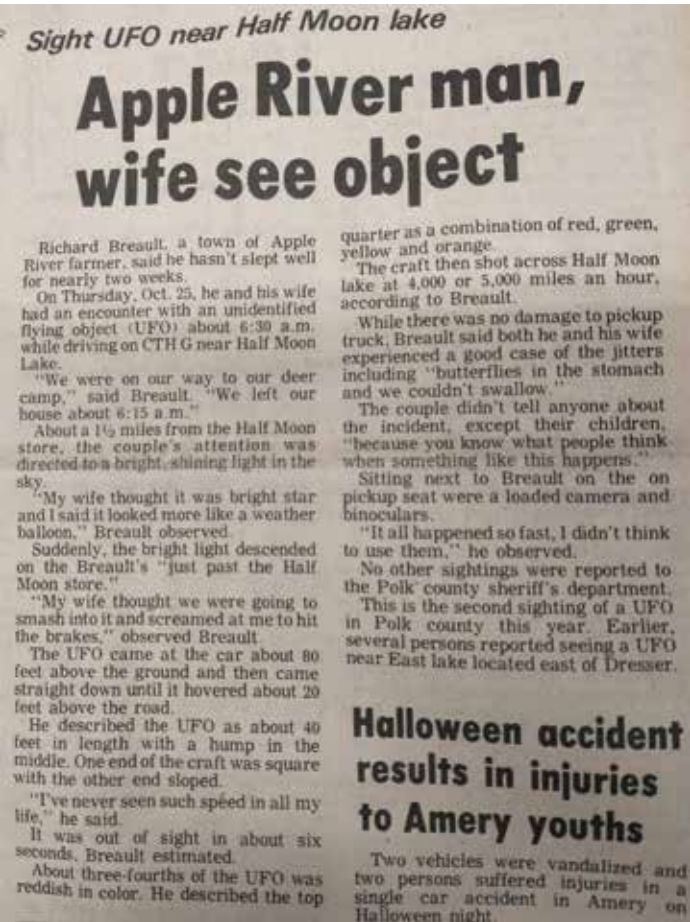 Sight UFO near Half Moon lake
Apple River man,
wife see object
Richard Breault, a town of Apple
River farmer, said he hasn't slept well
for nearly two weeks.
On Thursday, Oct. 25, he and his wife
had an encounter with an unidentified
flying object (UFO) about 6:30 a.m.
while driving on CTH G near Half Moon
Lake.
"We were on our way to our deer
camp," said Breault. "We left our
house about 6:15 a.m."
About a 1½ miles from the Half Moon
store, the couple's attention was
directed to a bright, shining light in the
sky.
"My wife thought it was bright star
and I said it looked more like a weather
balloon," Breault observed.
Suddenly, the bright light descended
on the Breault's "just past the Half
Moon store."
"My wife thought we were going to
smash into it and screamed at me to hit
the brakes," observed Breault
The UFO came at the car about 80
feet above the ground and then came
straight down until it hovered about 20
feet above the road.
He described the UFO as about 40
feet in length with a hump in the
middle. One end of the craft was square
with the other end sloped.
"I've never seen such speed in all my
life," he said.
It was out of sight in about six
seconds, Breault estimated.
About three-fourths of the UFO was
reddish in color. He described the top
quarter as a combination of red, green,
yellow and orange.
The craft then shot across Half Moon
lake at 4,000 or 5,000 miles an hour,
according to Breault.
While there was no damage to pickup
truck, Breault said both he and his wife
experienced a good case of the jitters
including "butterflies in the stomach
and we couldn't swallow."
The couple didn't tell anyone about
the incident, except their children,
"because you know what people think
when something like this happens."
Sitting next to Breault on the on
pickup seat were a loaded camera and
binoculars.
"It all happened so fast, I didn't think
to use them," he observed.
No other sightings were reported to
the Polk county sheriff's department.
This is the second sighting of a UFO
in Polk county this year. Earlier,
several persons reported seeing a UFO
near East lake located east of Dresser.
Halloween accident
results in injuries
to Amery youths
Two vehicles were vandalized and
two persons suffered injuries in a
single car accident in Amery on
Halloween night.